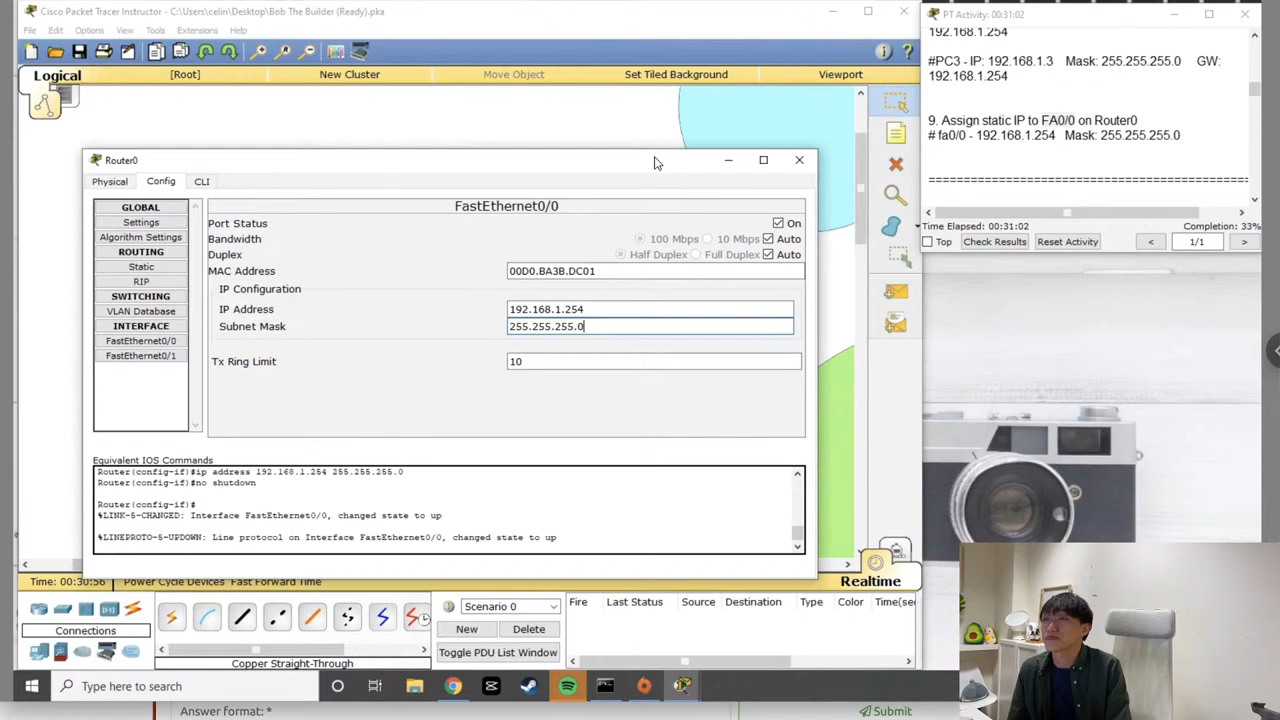 Cisco Packet Tracer Instructor - C:\Users\celin\Desktop\Bob The Builder (Ready).pka
File Edit Options View Tools Extensions Help
Logical [Root] New Cluster Move Object Set Tiled Background Viewport
Router0
Physical Config CLI
GLOBAL
Settings
Algorithm Settings
ROUTING
Static
RIP
SWITCHING
VLAN Database
INTERFACE
FastEthernet0/0
FastEthernet0/1
FastEthernet0/0
Port Status On
Bandwidth 100 Mbps 10 Mbps Auto
Duplex Half Duplex Full Duplex Auto
MAC Address 00D0.BA3B.DC01
IP Configuration
IP Address 192.168.1.254
Subnet Mask 255.255.255.0
Tx Ring Limit 10
Equivalent IOS Commands
Router(config-if)#ip address 192.168.1.254 255.255.255.0
Router(config-if)#no shutdown
Router(config-if)#
%LINK-5-CHANGED: Interface FastEthernet0/0, changed state to up
%LINEPROTO-5-UPDOWN: Line protocol on Interface FastEthernet0/0, changed state to up
Time: 00:30:56 Power Cycle Devices Fast Forward Time Realtime
Connections
Copper Straight-Through
Scenario 0
New Delete
Toggle PDU List Window
Fire Last Status Source Destination Type Color Time(sec
Type here to search
Answer format: *
Submit
PT Activity: 00:31:02
192.168.1.254
#PC3 - IP: 192.168.1.3 Mask: 255.255.255.0 GW:
192.168.1.254
9. Assign static IP to FA0/0 on Router0
# fa0/0 - 192.168.1.254 Mask: 255.255.255.0
============================================
Time Elapsed: 00:31:02 Completion: 33%
Top Check Results Reset Activity < 1/1 >